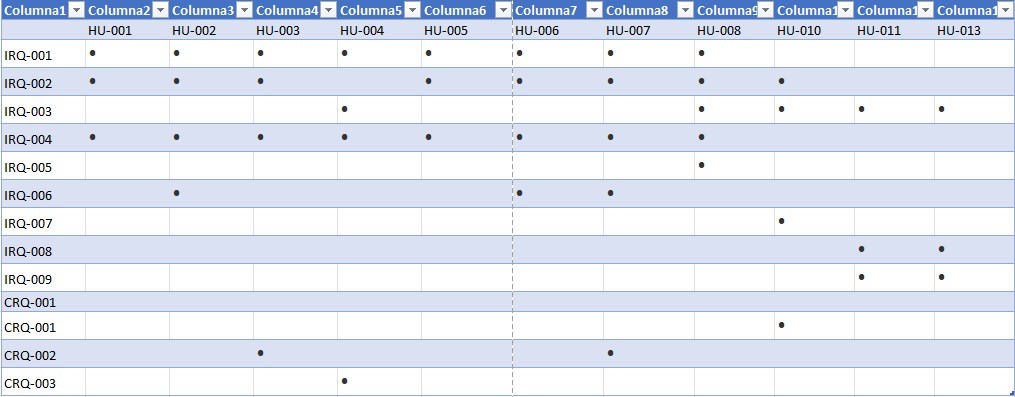 Columna1 Columna2 Columna3 Columna4 Columna5 Columna6 Columna7 Columna8 Columna9 Columna1 Columna1 Columna1
HU-001 HU-002 HU-003 HU-004 HU-005 HU-006 HU-007 HU-008 HU-010 HU-011 HU-013
IRQ-001 • • • • • • • •
IRQ-002 • • • • • • • •
IRQ-003 • • • • •
IRQ-004 • • • • • • • •
IRQ-005 •
IRQ-006 • • •
IRQ-007 •
IRQ-008 • •
IRQ-009 • •
CRQ-001
CRQ-001 •
CRQ-002 • •
CRQ-003 •